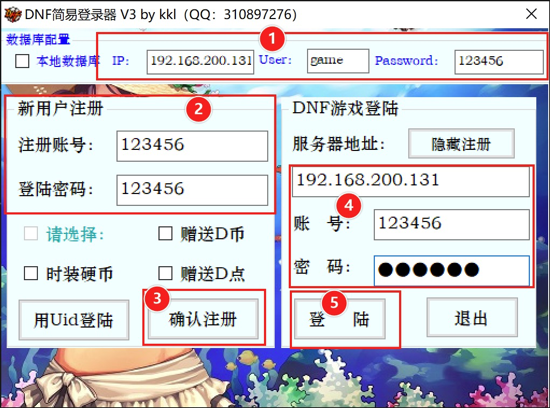 DNF简易登录器 V3 by kkl（QQ：310897276）
数据库配置
1
本地数据库 IP: 192.168.200.131 User: game Password: 123456
新用户注册 2
注册账号: 123456
登陆密码: 123456
请选择: 赠送D币
时装硬币 赠送D点
3
用Uid登陆 确认注册
DNF游戏登陆
服务器地址: 隐藏注册
192.168.200.131
4
账 号: 123456
密 码: ●●●●●●
5
登 陆 退出